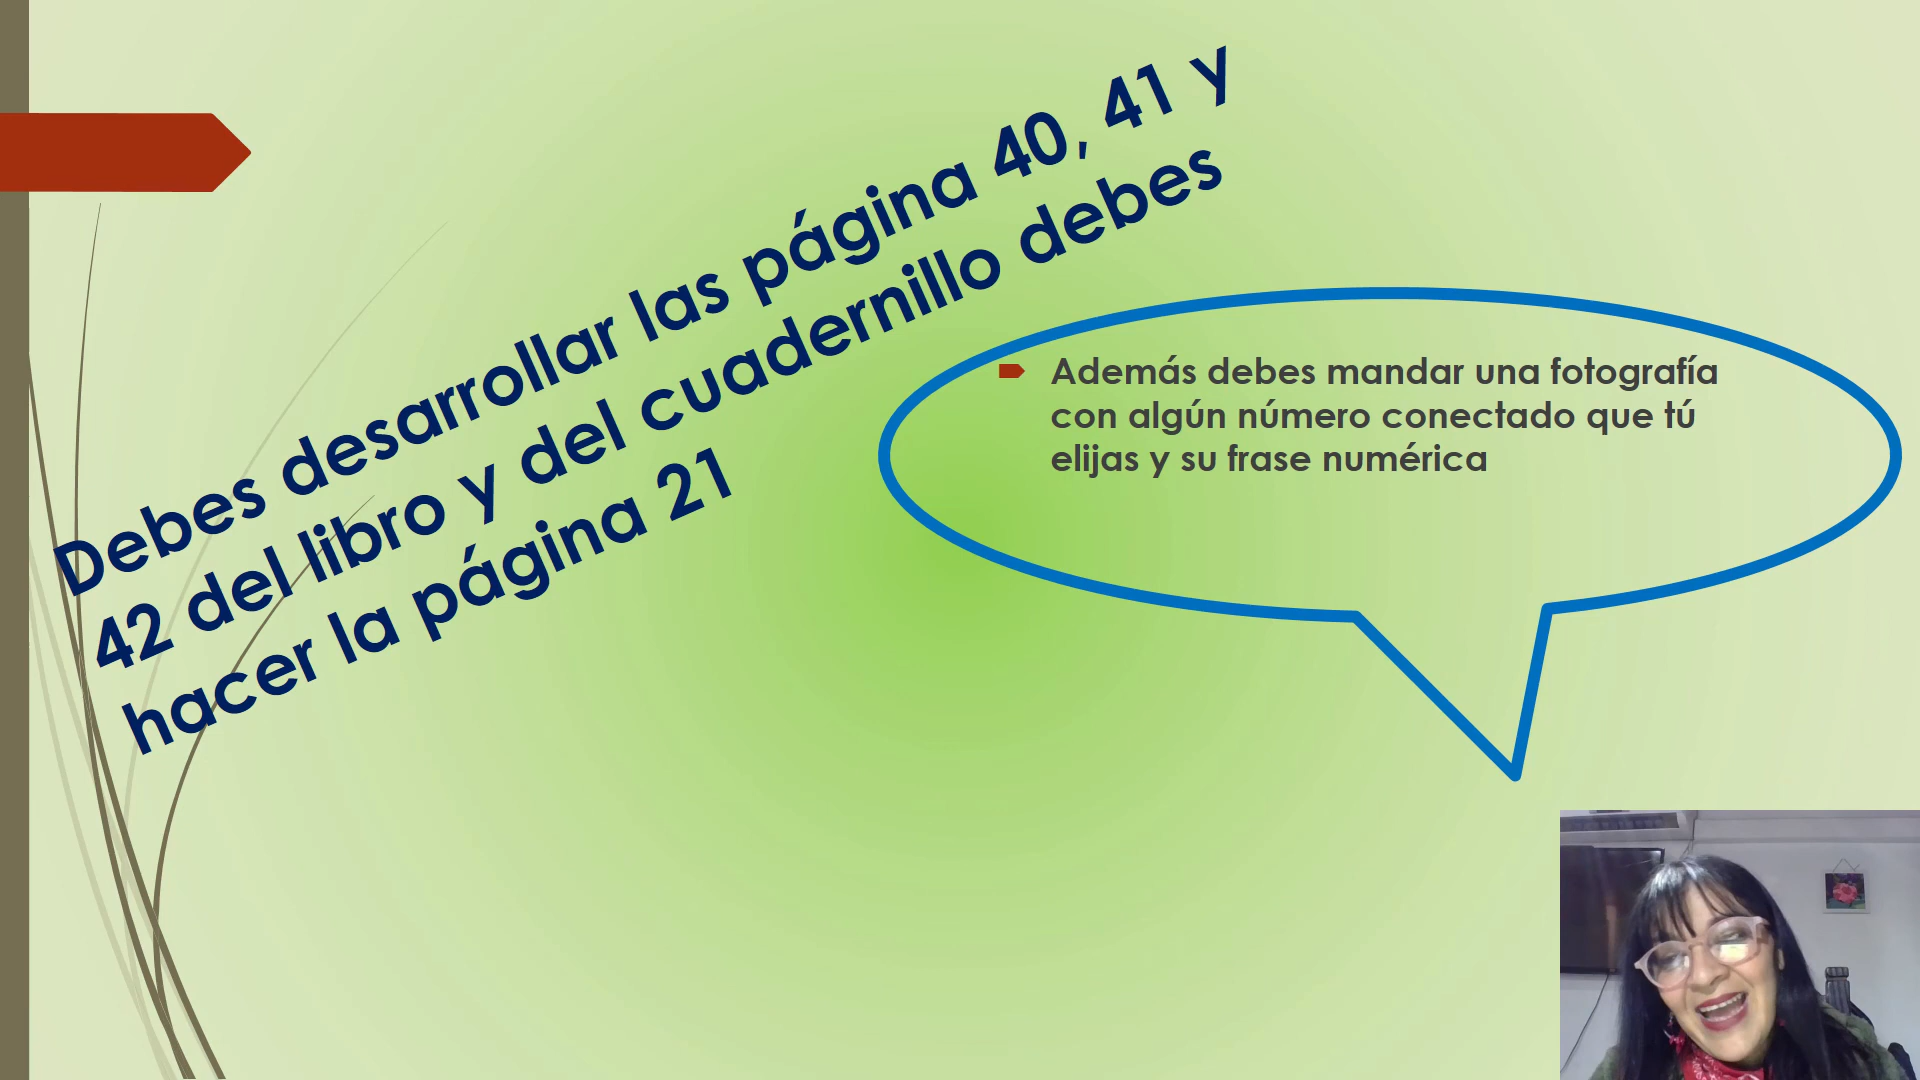 Debes desarrollar las página 40, 41 y
42 del libro y del cuadernillo debes
hacer la página 21
Además debes mandar una fotografía
con algún número conectado que tú
elijas y su frase numérica